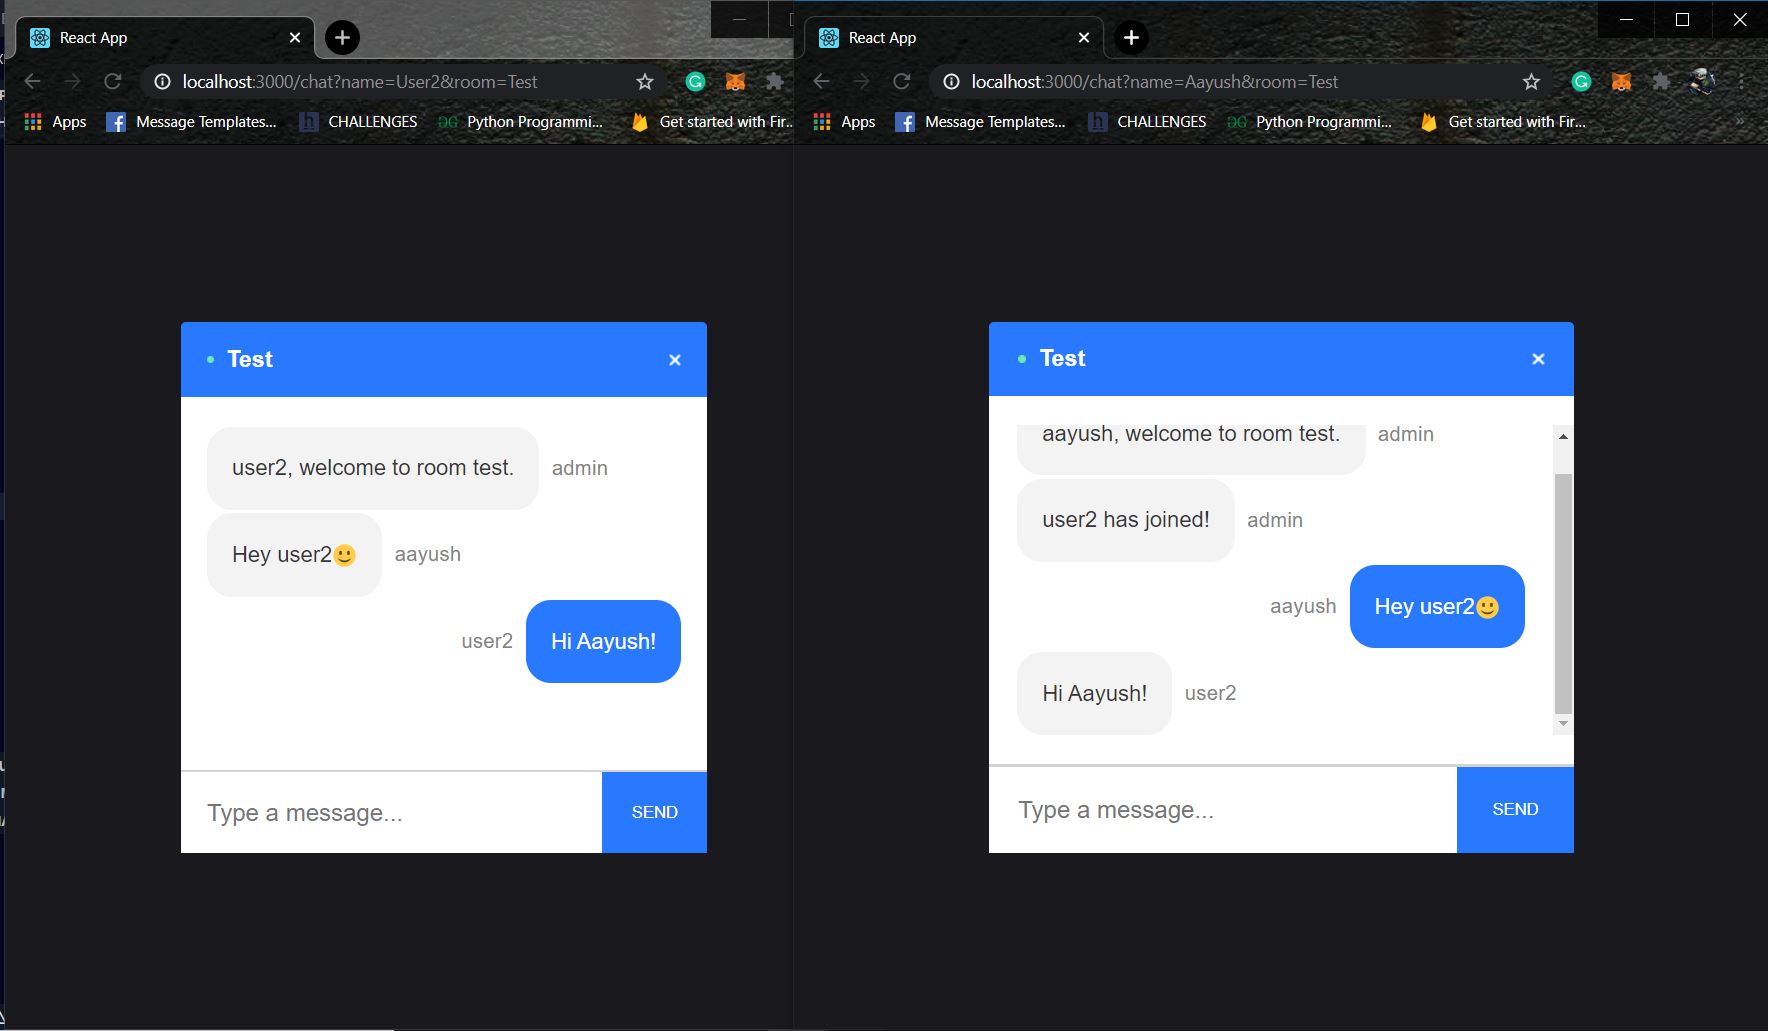 React App
localhost:3000/chat?name=User2&room=Test
Apps Message Templates... CHALLENGES Python Programmi... Get started with Fir...
Test
user2, welcome to room test. admin
Hey user2🙂 aayush
user2 Hi Aayush!
Type a message... SEND
React App
localhost:3000/chat?name=Aayush&room=Test
Apps Message Templates... CHALLENGES Python Programmi... Get started with Fir...
Test
aayush, welcome to room test. admin
user2 has joined! admin
aayush Hey user2🙂
Hi Aayush! user2
Type a message... SEND